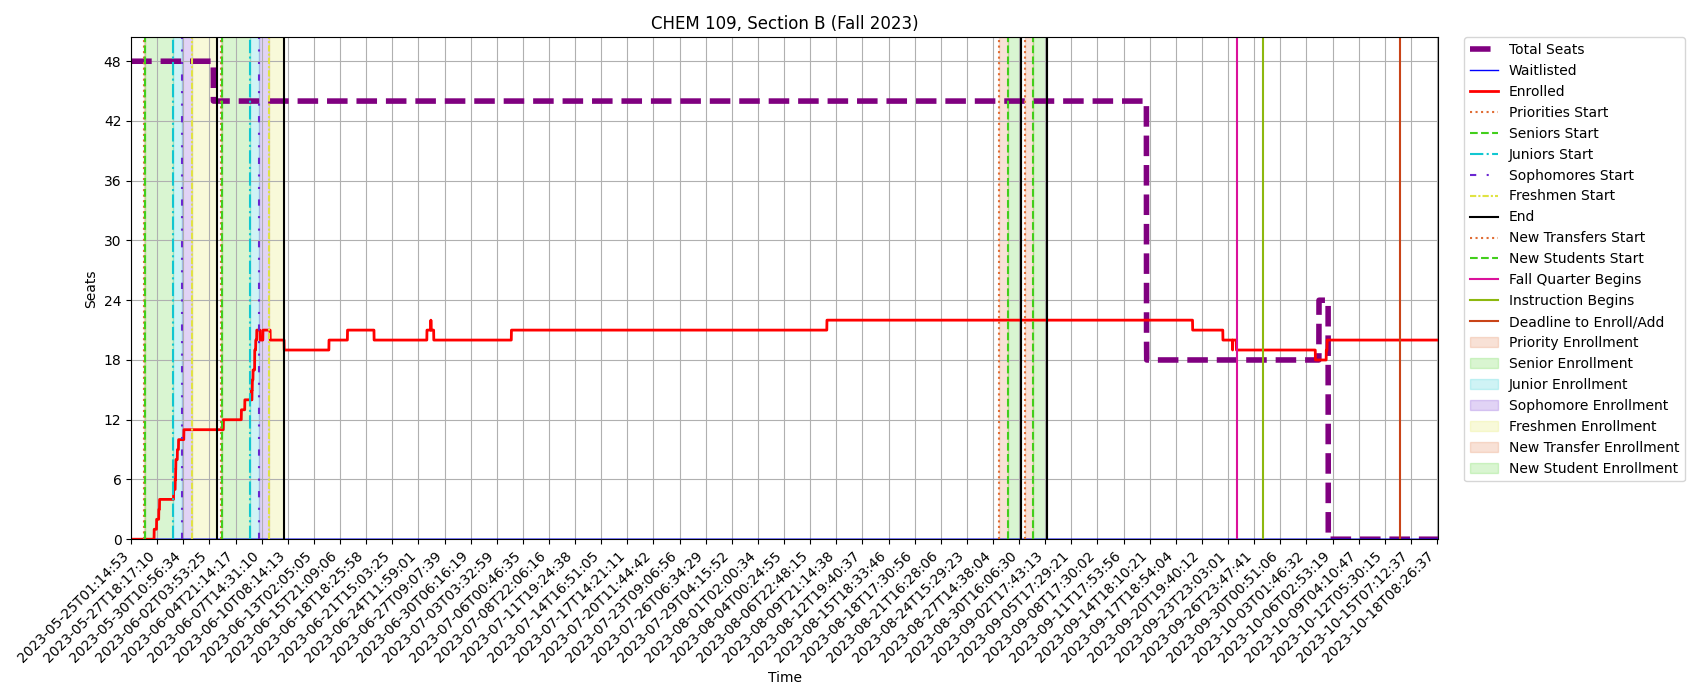 CHEM 109, Section B (Fall 2023)
Seats
48
42
36
30
24
18
12
6
0
2023-05-25T01:14:53
2023-05-27T18:17:10
2023-05-30T10:56:34
2023-06-02T03:53:25
2023-06-04T21:14:17
2023-06-07T14:31:10
2023-06-10T08:14:13
2023-06-13T02:05:05
2023-06-15T21:09:06
2023-06-18T18:25:58
2023-06-21T15:03:25
2023-06-24T11:59:01
2023-06-27T09:07:39
2023-06-30T06:16:19
2023-07-03T03:32:59
2023-07-06T00:46:35
2023-07-08T22:06:16
2023-07-11T19:24:38
2023-07-14T16:51:05
2023-07-17T14:21:11
2023-07-20T11:44:42
2023-07-23T09:06:56
2023-07-26T06:34:29
2023-07-29T04:15:52
2023-08-01T02:00:34
2023-08-04T00:24:55
2023-08-06T22:48:15
2023-08-09T21:14:38
2023-08-12T19:40:37
2023-08-15T18:33:46
2023-08-18T17:30:56
2023-08-21T16:28:06
2023-08-24T15:29:23
2023-08-27T14:38:04
2023-08-30T16:06:30
2023-09-02T17:43:13
2023-09-05T17:29:21
2023-09-08T17:30:02
2023-09-11T17:53:56
2023-09-14T18:10:21
2023-09-17T18:54:04
2023-09-20T19:40:12
2023-09-23T23:03:01
2023-09-26T23:47:41
2023-09-30T00:51:06
2023-10-03T01:46:32
2023-10-06T02:53:19
2023-10-09T04:10:47
2023-10-12T05:30:15
2023-10-15T07:12:37
2023-10-18T08:26:37
Time
Total Seats
Waitlisted
Enrolled
Priorities Start
Seniors Start
Juniors Start
Sophomores Start
Freshmen Start
End
New Transfers Start
New Students Start
Fall Quarter Begins
Instruction Begins
Deadline to Enroll/Add
Priority Enrollment
Senior Enrollment
Junior Enrollment
Sophomore Enrollment
Freshmen Enrollment
New Transfer Enrollment
New Student Enrollment